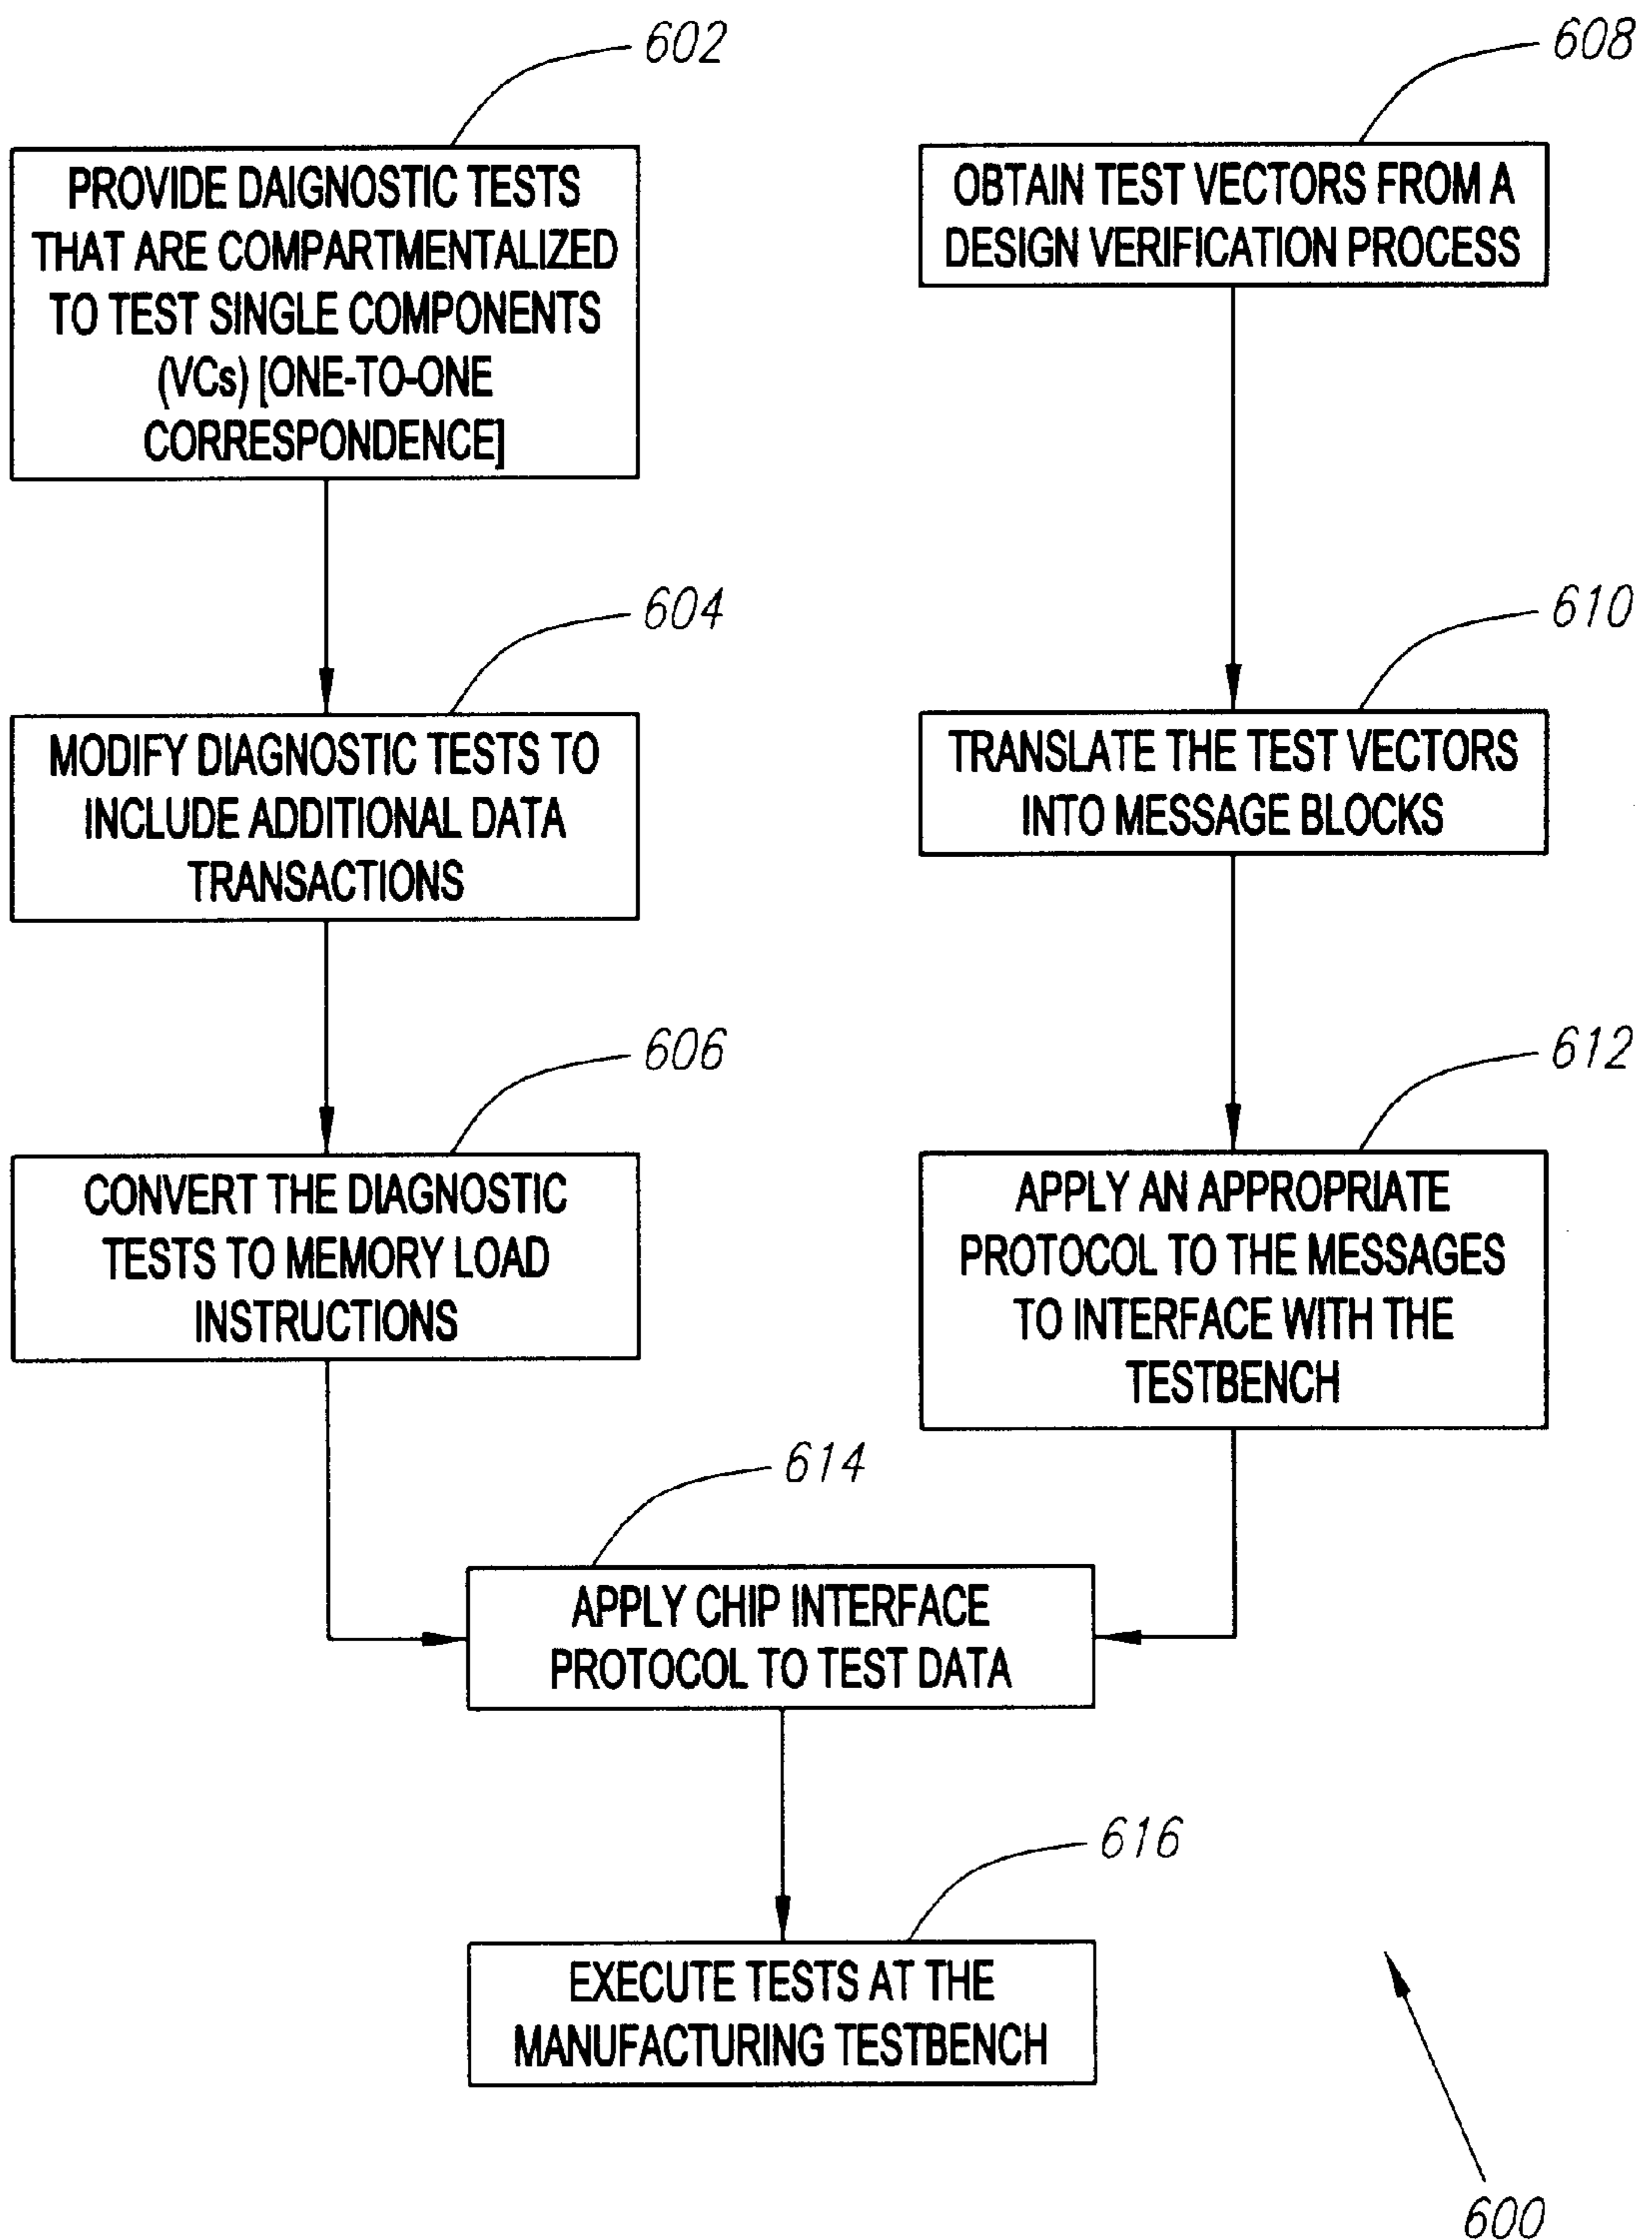 602
PROVIDE DAIGNOSTIC TESTS
THAT ARE COMPARTMENTALIZED
TO TEST SINGLE COMPONENTS
(VCs) [ONE-TO-ONE
CORRESPONDENCE]
604
MODIFY DIAGNOSTIC TESTS TO
INCLUDE ADDITIONAL DATA
TRANSACTIONS
606
CONVERT THE DIAGNOSTIC
TESTS TO MEMORY LOAD
INSTRUCTIONS
608
OBTAIN TEST VECTORS FROM A
DESIGN VERIFICATION PROCESS
610
TRANSLATE THE TEST VECTORS
INTO MESSAGE BLOCKS
612
APPLY AN APPROPRIATE
PROTOCOL TO THE MESSAGES
TO INTERFACE WITH THE
TESTBENCH
614
APPLY CHIP INTERFACE
PROTOCOL TO TEST DATA
616
EXECUTE TESTS AT THE
MANUFACTURING TESTBENCH
600